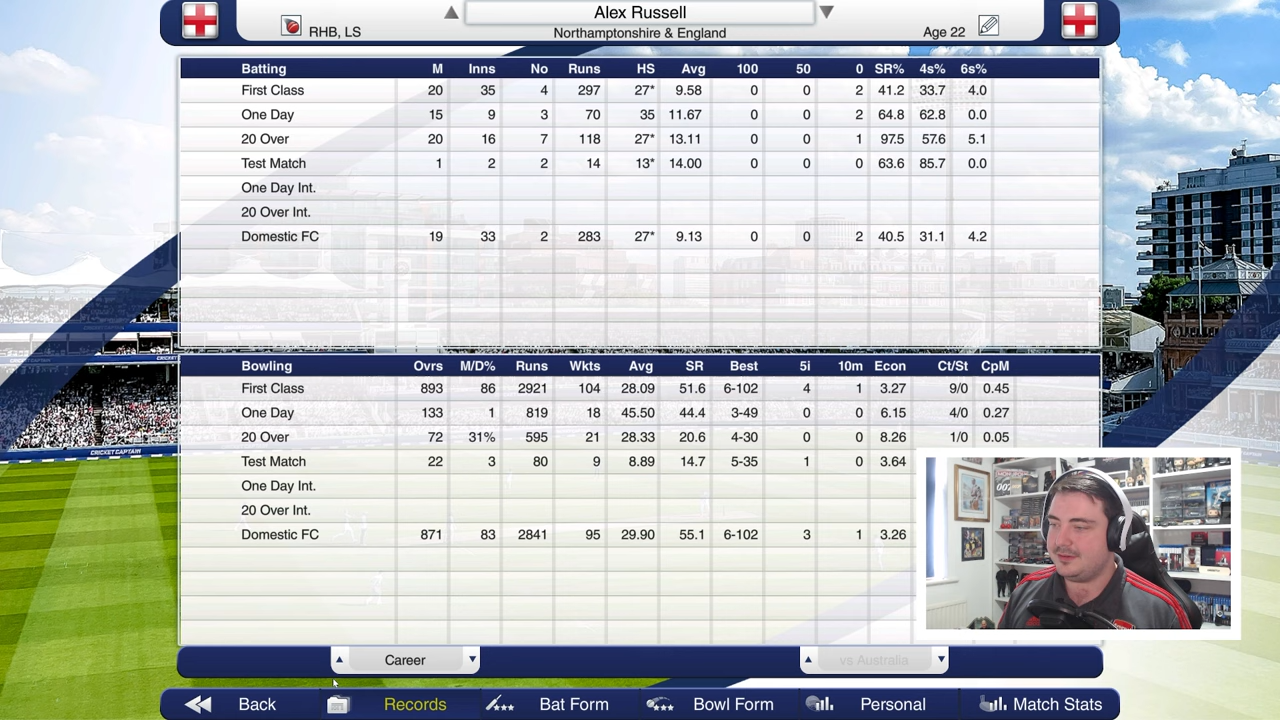 Alex Russell
RHB, LS
Northamptonshire & England
Age 22
Batting M Inns No Runs HS Avg 100 50 0 SR% 4s% 6s%
First Class 20 35 4 297 27* 9.58 0 0 2 41.2 33.7 4.0
One Day 15 9 3 70 35 11.67 0 0 2 64.8 62.8 0.0
20 Over 20 16 7 118 27* 13.11 0 0 1 97.5 57.6 5.1
Test Match 1 2 2 14 13* 14.00 0 0 0 63.6 85.7 0.0
One Day Int.
20 Over Int.
Domestic FC 19 33 2 283 27* 9.13 0 0 2 40.5 31.1 4.2
Bowling Ovrs M/D% Runs Wkts Avg SR Best 5i 10m Econ Ct/St CpM
First Class 893 86 2921 104 28.09 51.6 6-102 4 1 3.27 9/0 0.45
One Day 133 1 819 18 45.50 44.4 3-49 0 0 6.15 4/0 0.27
20 Over 72 31% 595 21 28.33 20.6 4-30 0 0 8.26 1/0 0.05
Test Match 22 3 80 9 8.89 14.7 5-35 1 0 3.64
One Day Int.
20 Over Int.
Domestic FC 871 83 2841 95 29.90 55.1 6-102 3 1 3.26
CRICKET CAPTAIN
007
Career
vs Australia
Back Records Bat Form Bowl Form Personal Match Stats